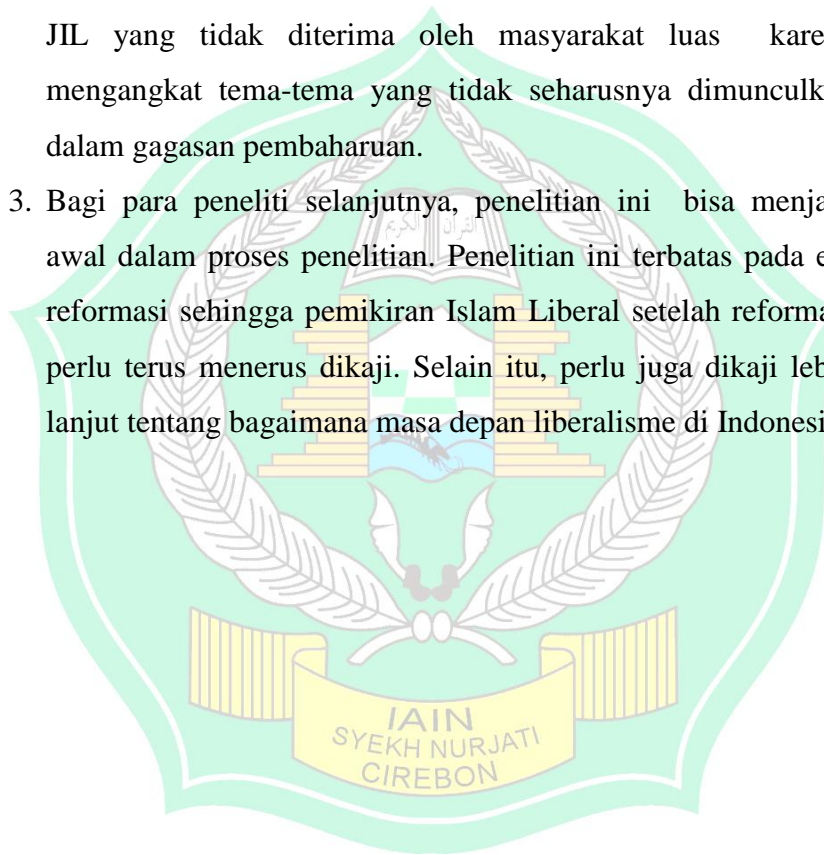 JIL yang tidak diterima oleh masyarakat luas kare
mengangkat tema-tema yang tidak seharusnya dimunculk
dalam gagasan pembaharuan.
3. Bagi para peneliti selanjutnya, penelitian ini bisa menja
awal dalam proses penelitian. Penelitian ini terbatas pada e
reformasi sehingga pemikiran Islam Liberal setelah reforma
perlu terus menerus dikaji. Selain itu, perlu juga dikaji leb
lanjut tentang bagaimana masa depan liberalisme di Indonesi
القرآن
الكريم
IAIN
SYEKH NURJATI
CIREBON